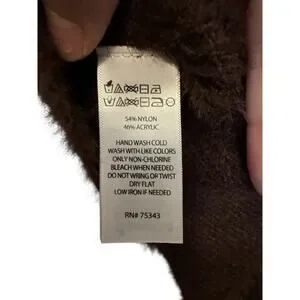 54% NYLON
46% ACRYLIC
HAND WASH COLD
WASH WITH LIKE COLORS
ONLY NON-CHLORINE
BLEACH WHEN NEEDED
DO NOT WRING OR TWIST
DRY FLAT
LOW IRON IF NEEDED
RN# 75343